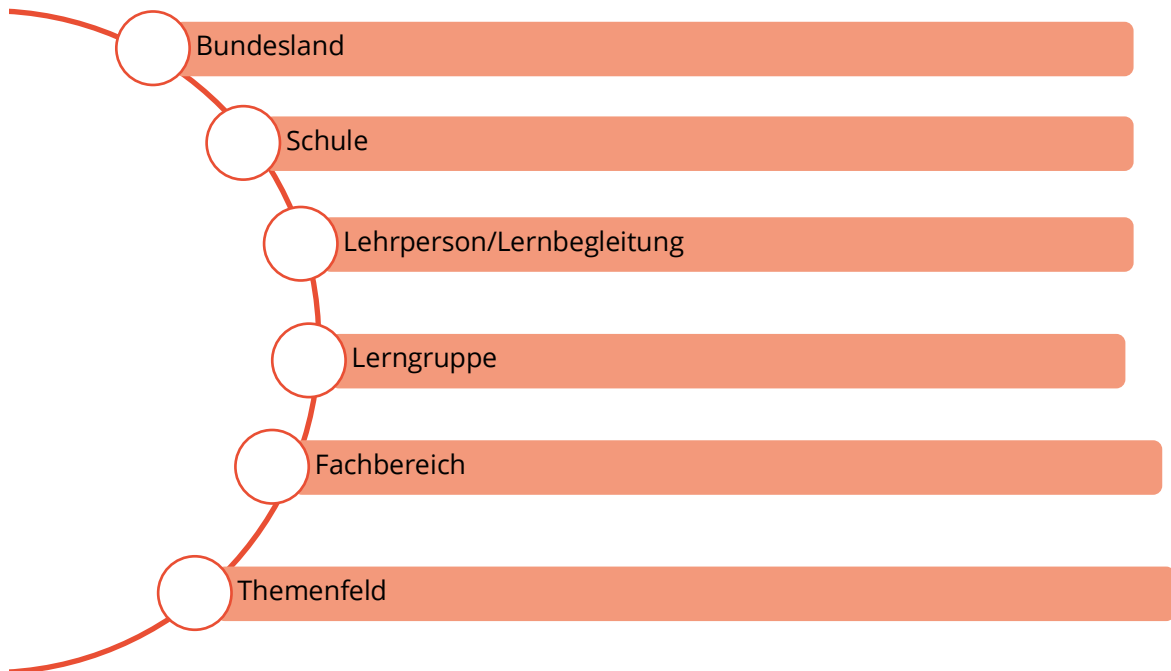 Bundesland
Schule
Lehrperson/Lernbegleitung
Lerngruppe
Fachbereich
Themenfeld